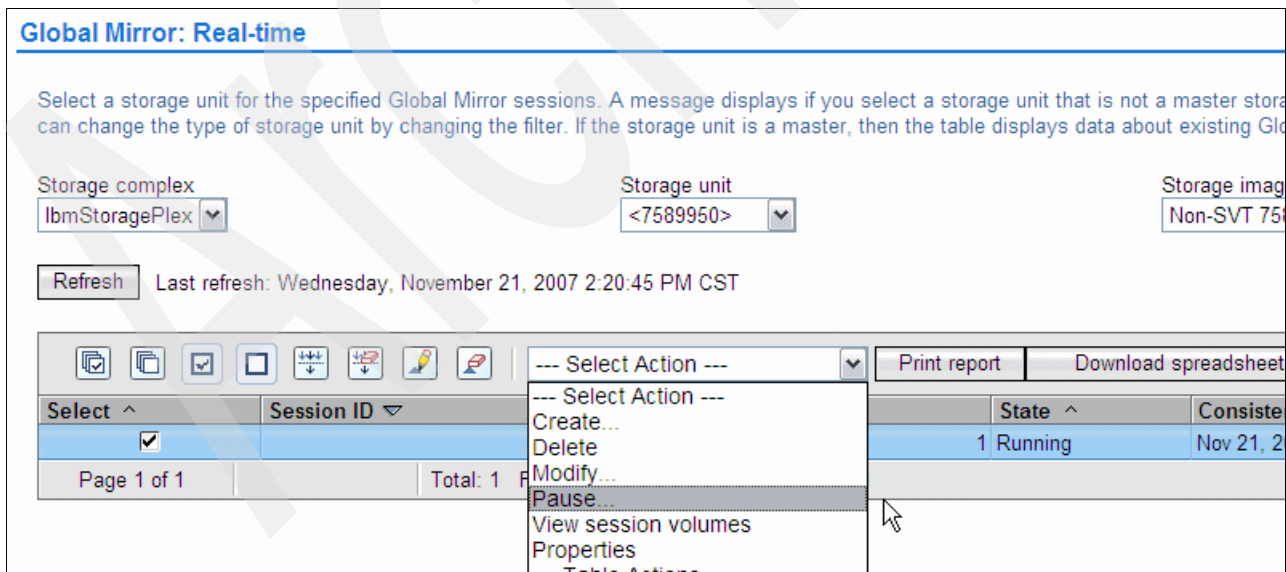 Global Mirror: Real-time
Select a storage unit for the specified Global Mirror sessions. A message displays if you select a storage unit that is not a master stora
can change the type of storage unit by changing the filter. If the storage unit is a master, then the table displays data about existing Glo
Storage complex Storage unit Storage imag
IbmStoragePlex <7589950> Non-SVT 758
Refresh Last refresh: Wednesday, November 21, 2007 2:20:45 PM CST
--- Select Action --- Print report Download spreadsheet
Select ^ Session ID State ^ Consiste
1 Running Nov 21, 2
Page 1 of 1 Total: 1 F
--- Select Action ---
Create...
Delete
Modify...
Pause...
View session volumes
Properties
Table Actions